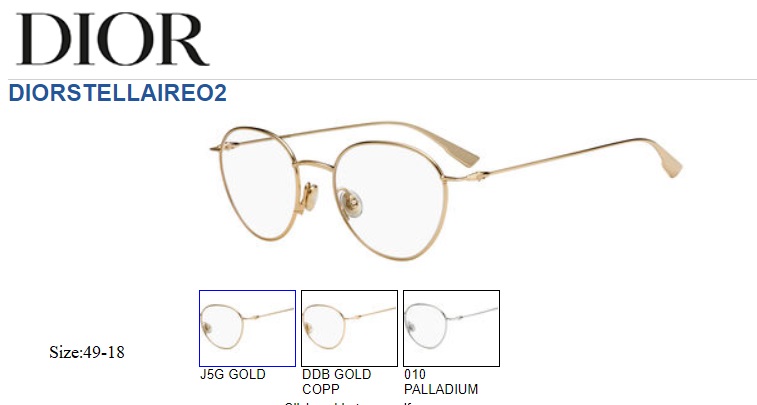 DIOR
DIORSTELLAIREO2
Size:49-18
J5G GOLD
DDB GOLD
COPP
010
PALLADIUM